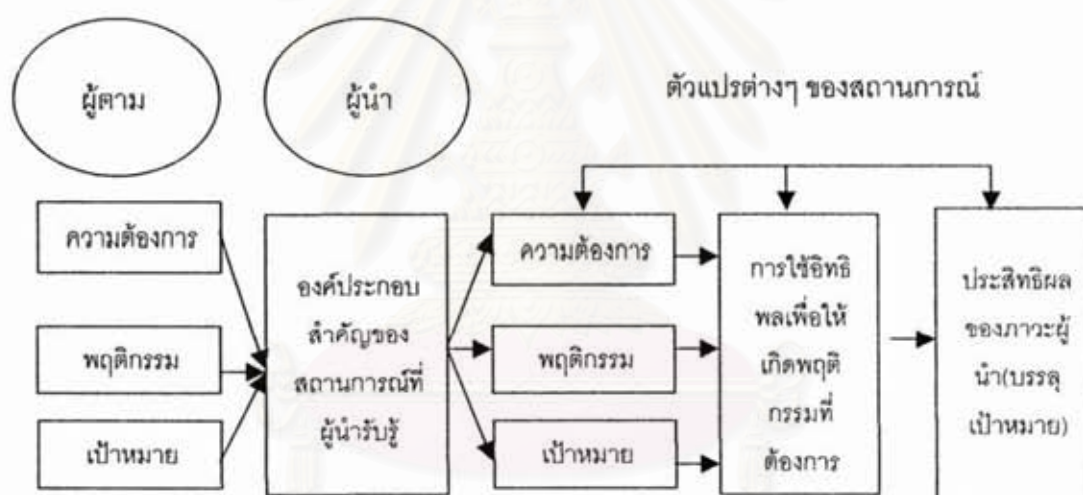 ผู้ตาม
ผู้นำ
ตัวแปรต่างๆ ของสถานการณ์
ความต้องการ
พฤติกรรม
เป้าหมาย
องค์ประกอบ
สำคัญของ
สถานการณ์ที่
ผู้นำรับรู้
ความต้องการ
พฤติกรรม
เป้าหมาย
การใช้อิทธิ
พลเพื่อให้
เกิดพฤติ
กรรมที่
ต้องการ
ประสิทธิผล
ของภาวะผู้
นำ(บรรลุ
เป้าหมาย)